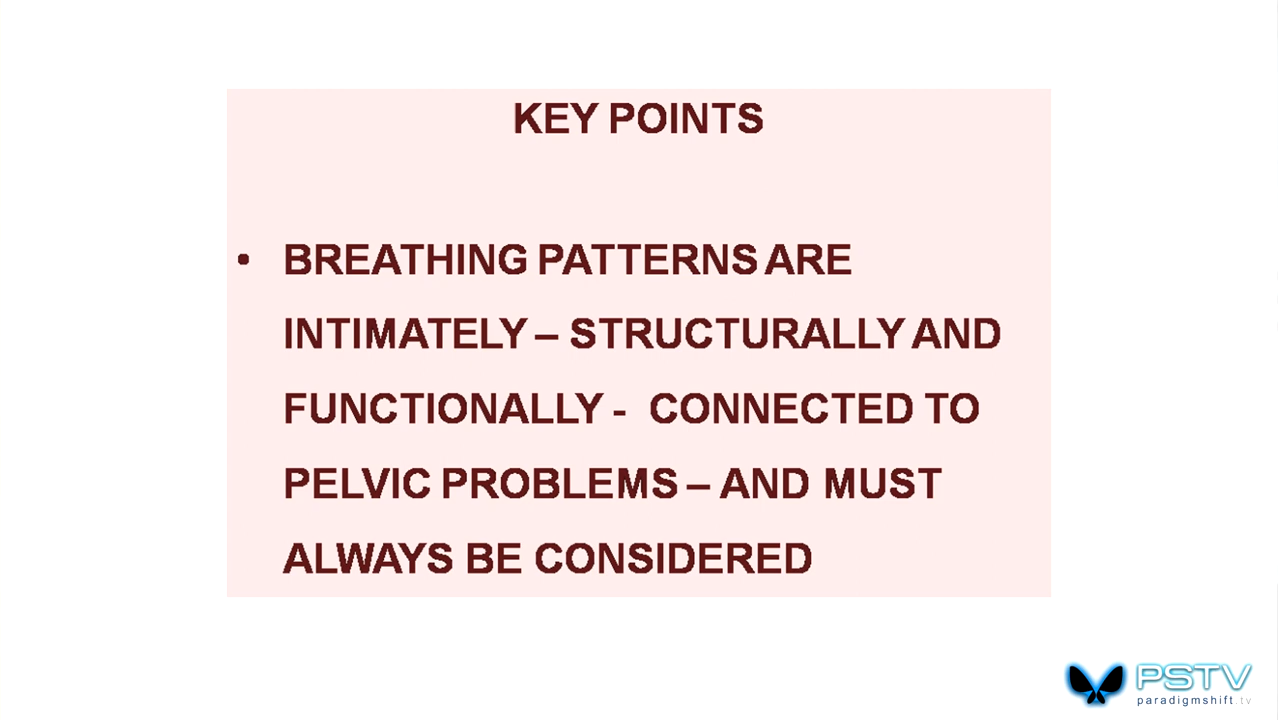 KEY POINTS
• BREATHING PATTERNS ARE
INTIMATELY – STRUCTURALLY AND
FUNCTIONALLY - CONNECTED TO
PELVIC PROBLEMS – AND MUST
ALWAYS BE CONSIDERED
PSTV
paradigmshift.tv